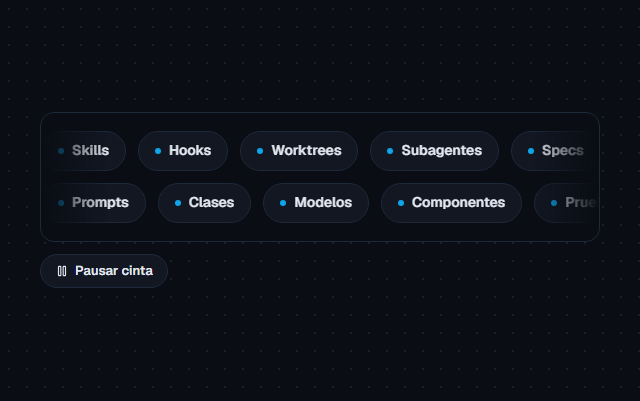 Skills Hooks Worktrees Subagentes Specs
Prompts Clases Modelos Componentes
Pausar cinta